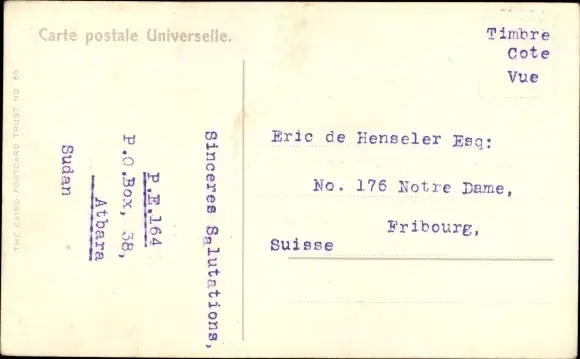 Carte postale Universelle.
Timbre
Cote
Vue
THE CAIRO POSTCARD TRUST NO 68
Sinceres Salutations,
P.E.164
P.O.Box, 38,
Atbara
Sudan
Eric de Henseler Esq:
No. 176 Notre Dame,
Fribourg,
Suisse